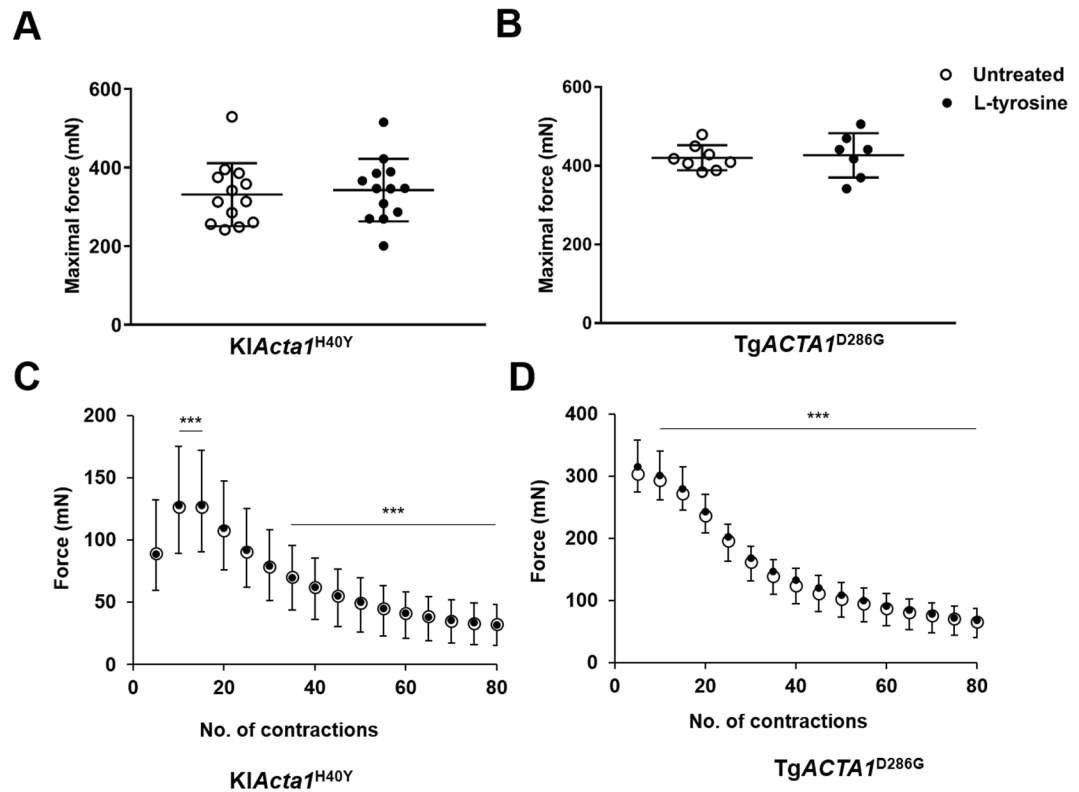 A
B
Untreated
L-tyrosine
Maximal force (mN)
600
400
200
0
KIActa1H40Y
Maximal force (mN)
600
400
200
0
TgACTA1D286G
C
D
Force (mN)
200
150
100
50
0
***
***
0 20 40 60 80
No. of contractions
KIActa1H40Y
Force (mN)
400
300
200
100
0
***
0 20 40 60 80
No. of contractions
TgACTA1D286G